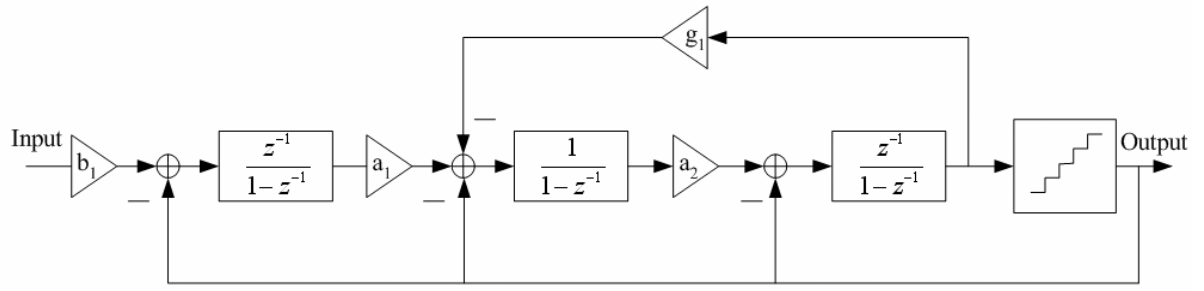 g₁
Input
b₁
z⁻¹
1 - z⁻¹
a₁
1
1 - z⁻¹
a₂
z⁻¹
1 - z⁻¹
Output
−
−
−
−